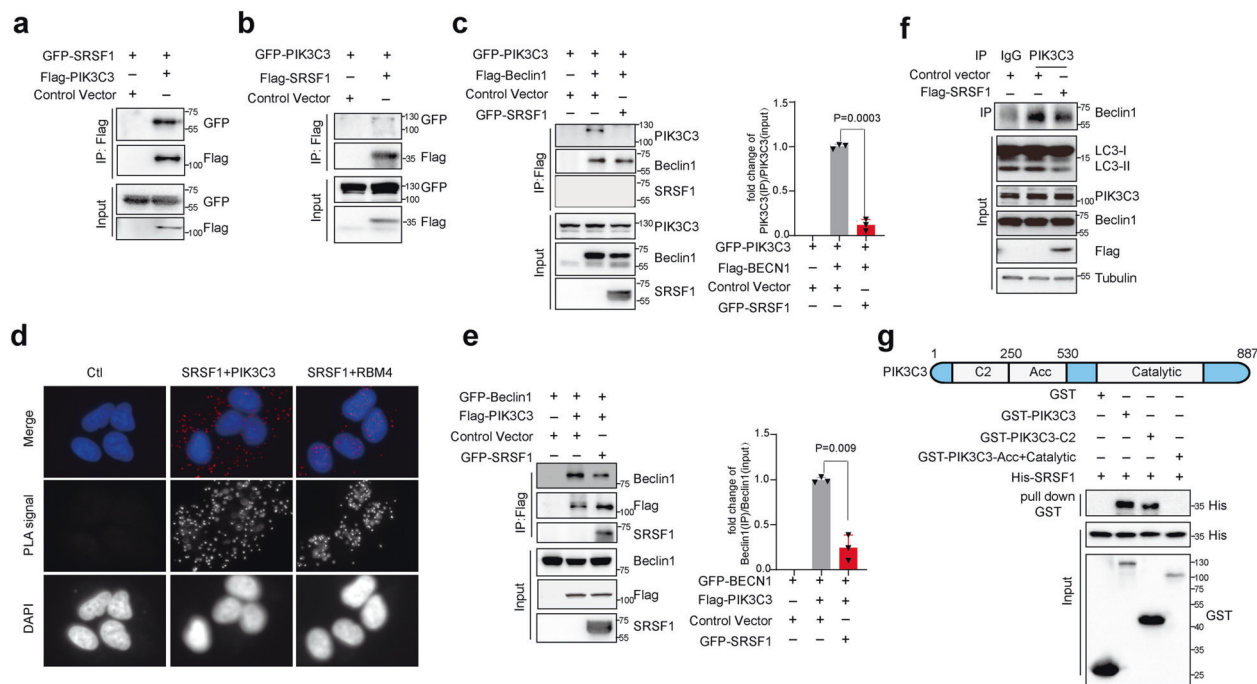 a
GFP-SRSF1 + +
Flag-PIK3C3 – +
Control Vector + –
IP: Flag
75
55
GFP
100
Flag
Input
75
55
GFP
100
Flag
b
GFP-PIK3C3 + +
Flag-SRSF1 – +
Control Vector + –
IP: Flag
130
100
GFP
35
Flag
Input
130
100
GFP
35
Flag
c
GFP-PIK3C3 + + +
Flag-Beclin1 – + +
Control Vector + + –
GFP-SRSF1 – – +
IP:Flag
130
PIK3C3
70
55
Beclin1
75
55
SRSF1
Input
130
PIK3C3
70
55
Beclin1
75
55
SRSF1
fold change of
PIK3C3(IP)/PIK3C3(input)
1.5
1.0
0.5
0.0
P=0.0003
GFP-PIK3C3 + + +
Flag-BECN1 – + +
Control Vector + + –
GFP-SRSF1 – – +
f
IP IgG PIK3C3
Control vector + + –
Flag-SRSF1 – – +
IP
75
55
Beclin1
Input
15
LC3-I
LC3-II
100
PIK3C3
70
55
Beclin1
35
Flag
55
Tubulin
d
Ctl SRSF1+PIK3C3 SRSF1+RBM4
Merge
PLA signal
DAPI
e
GFP-Beclin1 + + +
Flag-PIK3C3 – + +
Control Vector + + –
GFP-SRSF1 – – +
IP:Flag
75
Beclin1
100
Flag
75
55
SRSF1
Input
75
Beclin1
100
Flag
75
55
SRSF1
fold change of
Beclin1(IP)/Beclin1(input)
1.5
1.0
0.5
0.0
P=0.009
GFP-BECN1 + + +
Flag-PIK3C3 – + +
Control Vector + + –
GFP-SRSF1 – – +
g
1 250 530 887
PIK3C3 C2 Acc Catalytic
GST + – – –
GST-PIK3C3 – + – –
GST-PIK3C3-C2 – – + –
GST-PIK3C3-Acc+Catalytic – – – +
His-SRSF1 + + + +
pull down
GST
35
His
35
His
Input
130
100
70
55
40
35
25
GST